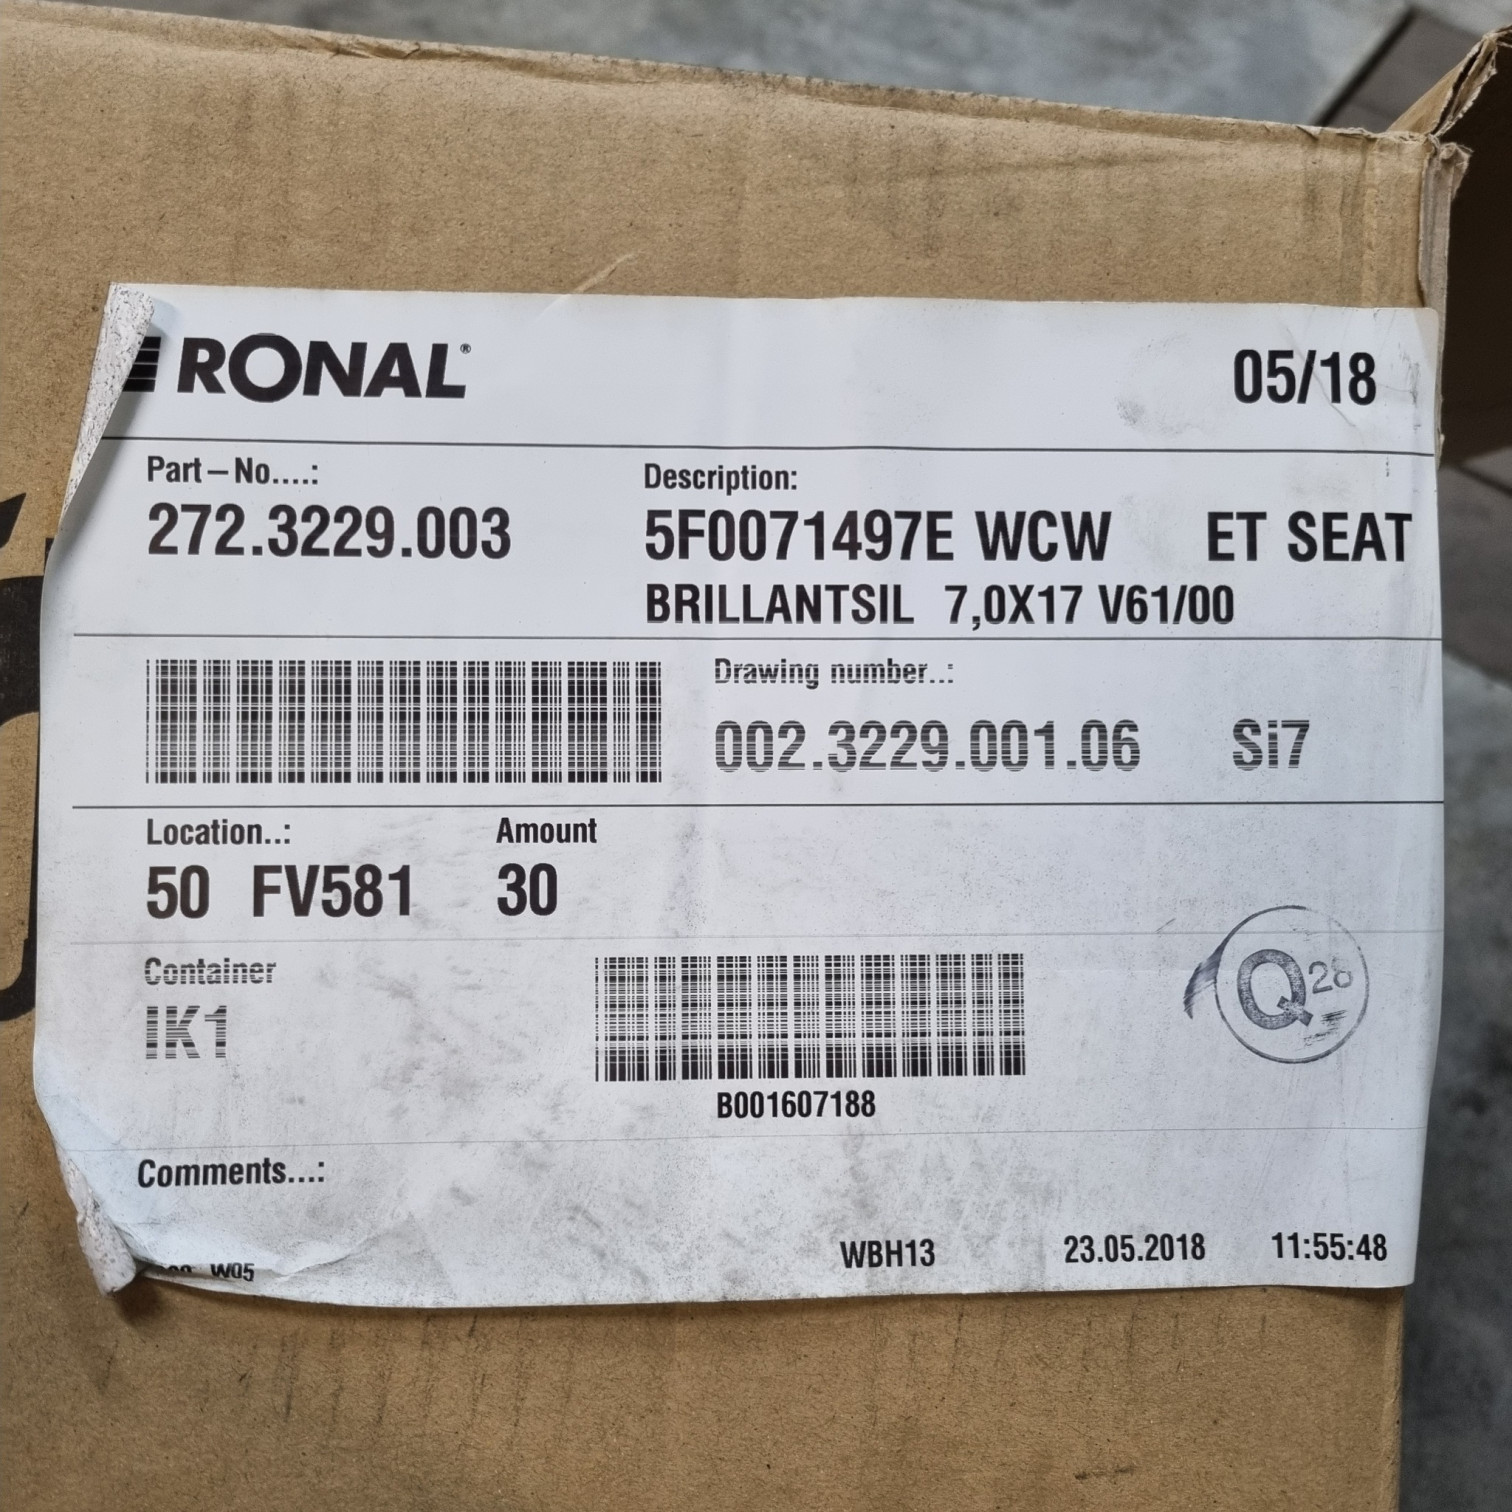 RONAL®
05/18
Part-No....:
Description:
272.3229.003
5F0071497E WCW ET SEAT
BRILLANTSIL 7,0X17 V61/00
Drawing number..:
002.3229.001.06 Si7
Location..: Amount
50 FV581 30
Container
IK1
Q28
B001607188
Comments...:
W05
WBH13 23.05.2018 11:55:48